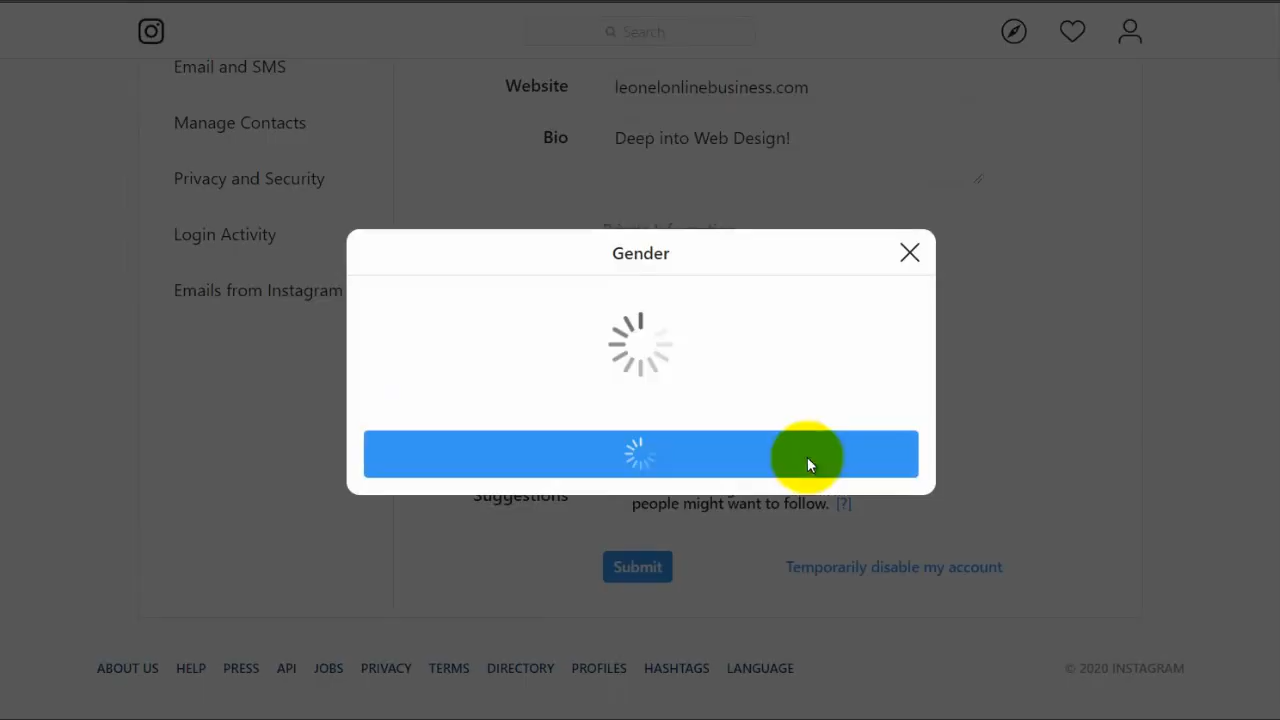 Search
Email and SMS
Website leonelonlinebusiness.com
Manage Contacts
Bio Deep into Web Design!
Privacy and Security
Private Information
Login Activity
Gender
Emails from Instagram
Suggestions
people might want to follow. [?]
Submit Temporarily disable my account
ABOUT US HELP PRESS API JOBS PRIVACY TERMS DIRECTORY PROFILES HASHTAGS LANGUAGE © 2020 INSTAGRAM